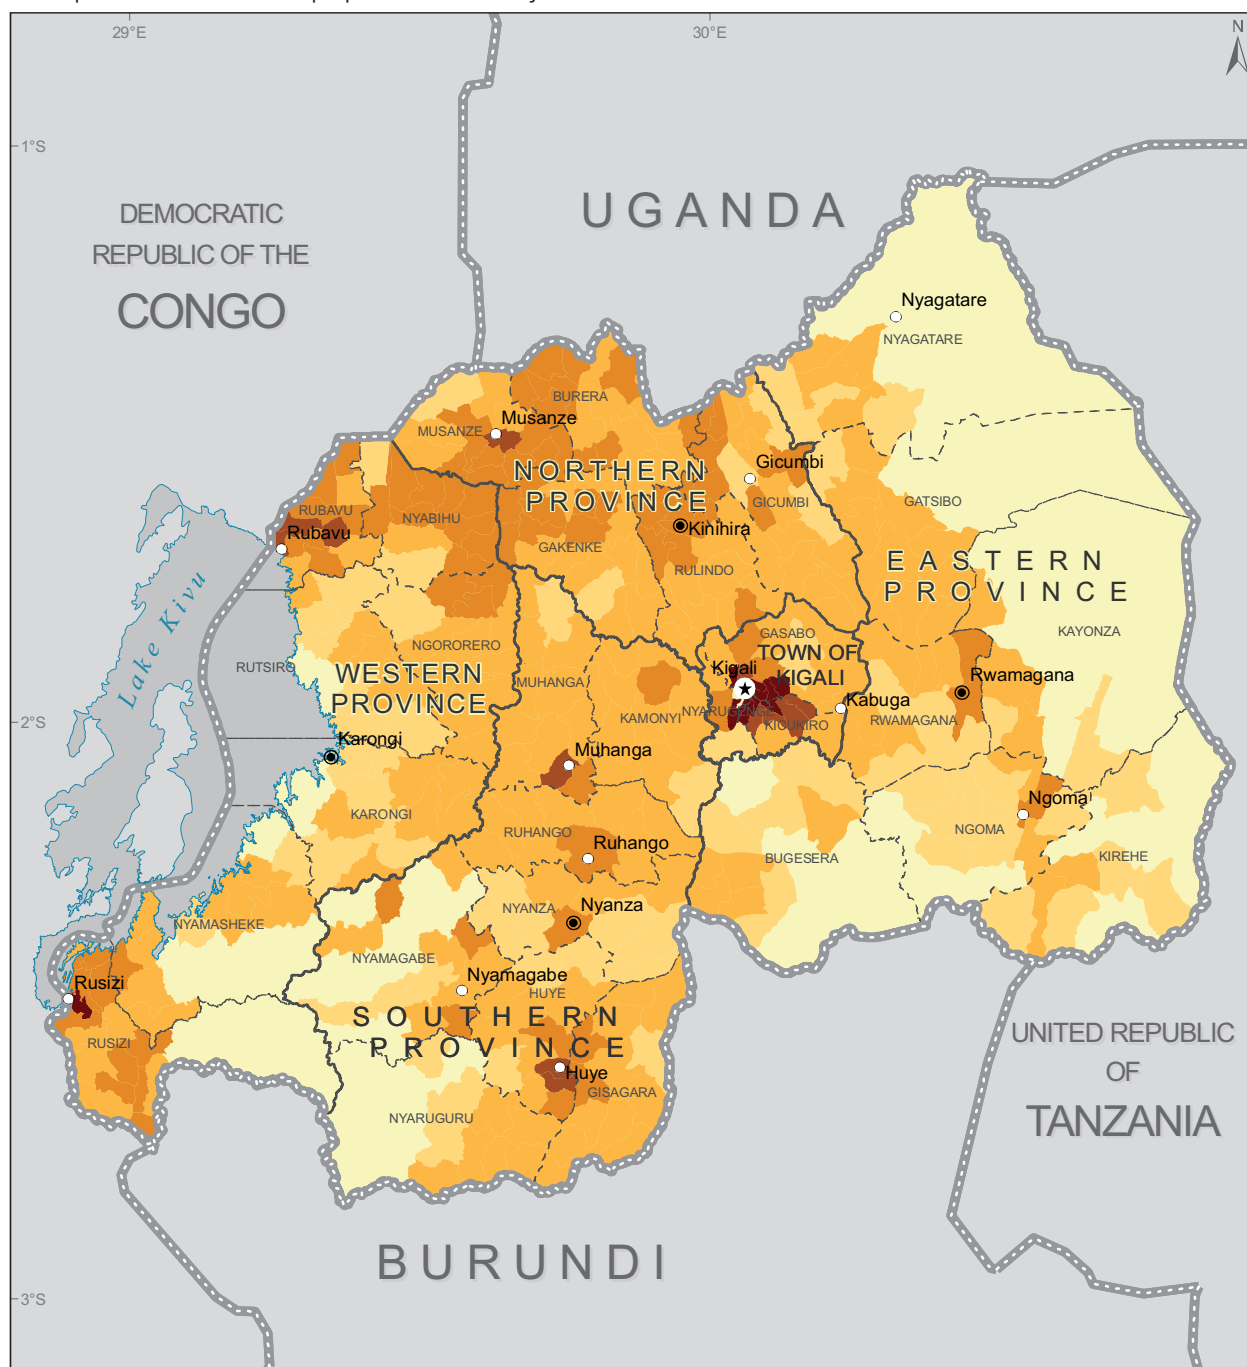 29°E
30°E
N
1°S
DEMOCRATIC
REPUBLIC OF THE
CONGO
UGANDA
Nyagatare
NYAGATARE
BURERA
Musanze
MUSANZE
NORTHERN
PROVINCE
Gicumbi
GICUMBI
GATSIBO
RUBAVU
Rubavu
NYABIHU
Kinihira
GAKENKE
RULINDO
EASTERN
PROVINCE
KAYONZA
Lake Kivu
RUTSIRO
NGORORERO
WESTERN
PROVINCE
GASABO
TOWN OF
KIGALI
Kigali
MUHANGA
KAMONYI
NYARUGENGE
KICUKIRO
Kabuga
Rwamagana
RWAMAGANA
2°S
Karongi
Muhanga
KARONGI
RUHANGO
Ruhango
Ngoma
NGOMA
BUGESERA
KIREHE
NYANZA
Nyanza
NYAMASHEKE
NYAMAGABE
Nyamagabe
Rusizi
HUYE
SOUTHERN
PROVINCE
RUSIZI
Huye
GISAGARA
NYARUGURU
UNITED REPUBLIC
OF
TANZANIA
BURUNDI
3°S